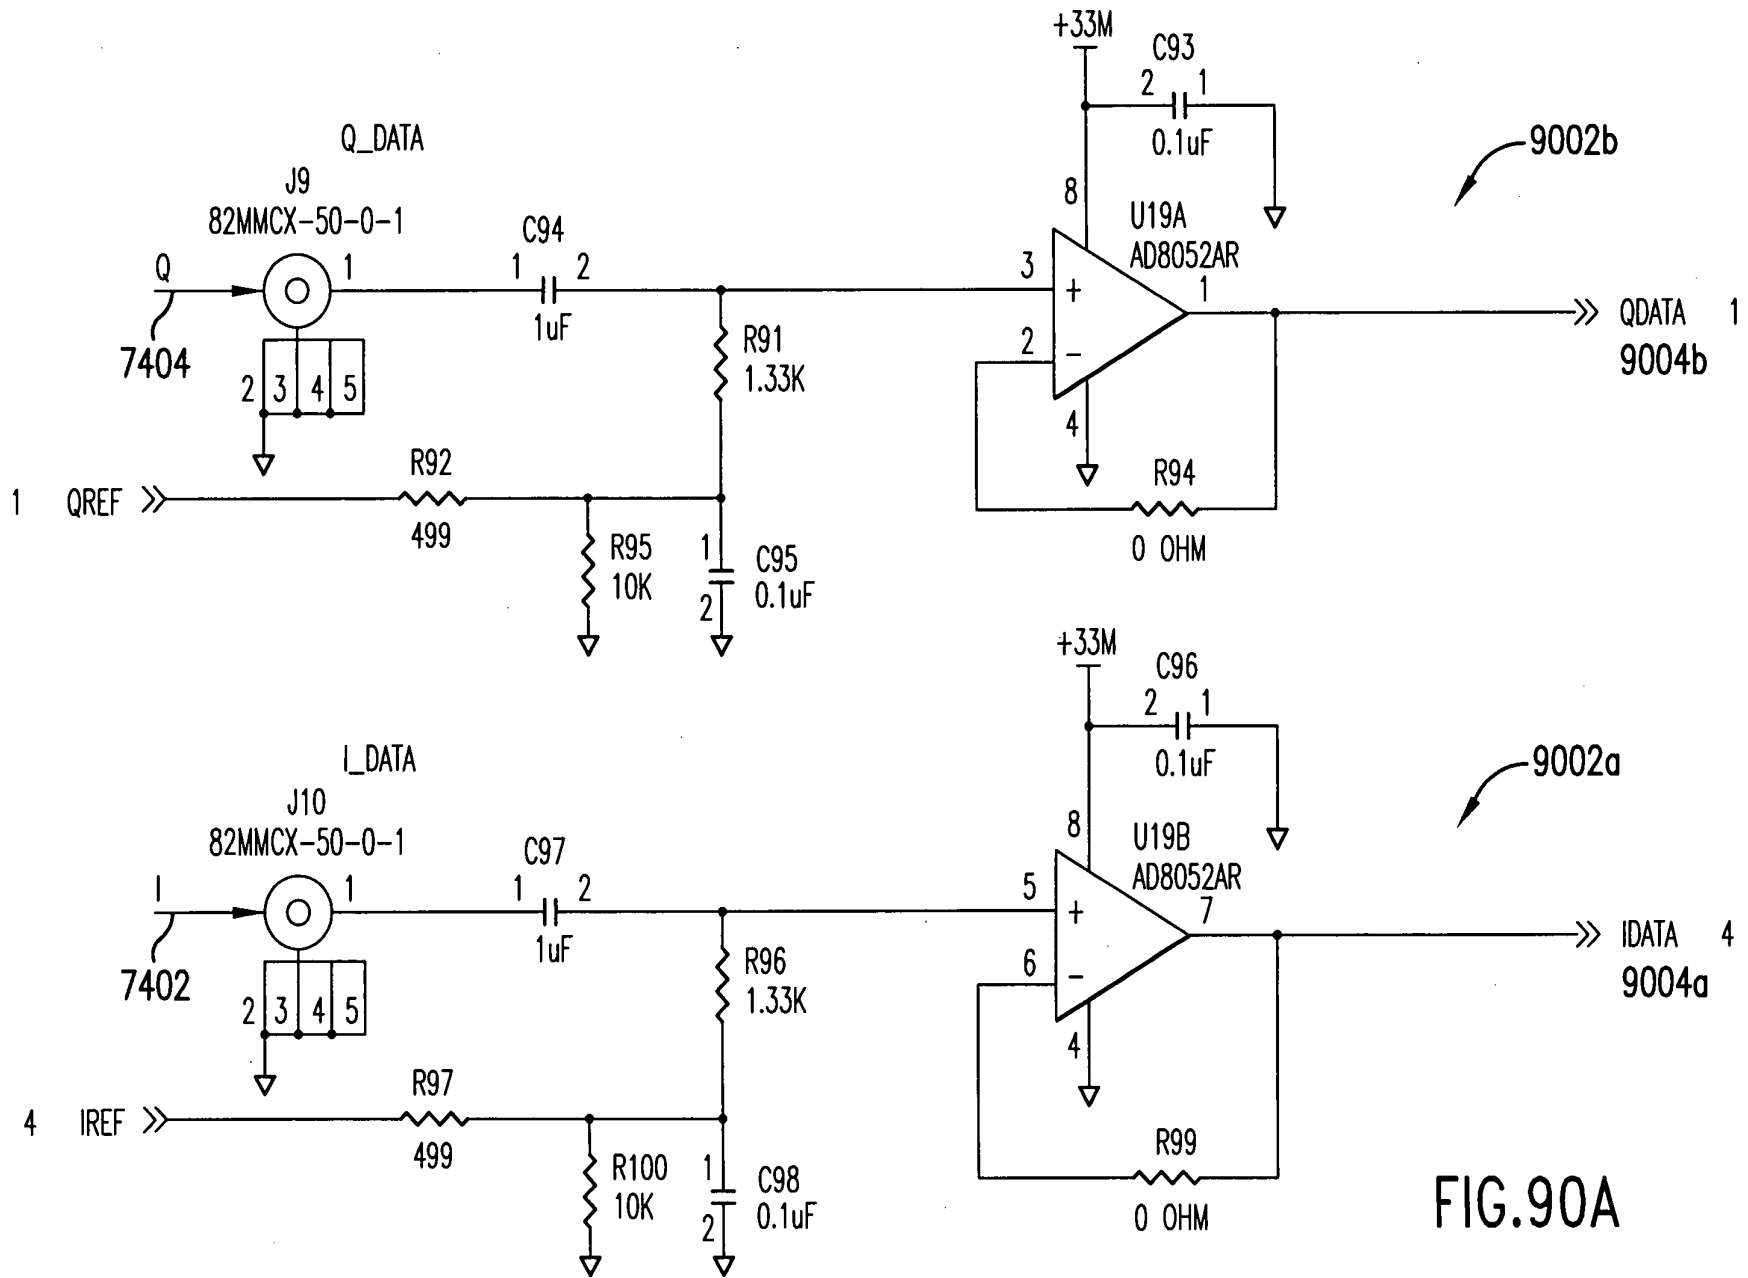 +33M
C93
2 1
0.1uF
9002b
Q_DATA
J9
82MMCX-50-0-1
Q
1
7404
2 3 4 5
C94
1 2
1uF
8
U19A
AD8052AR
3
+
2
−
1
4
QDATA 1
9004b
R91
1.33K
1 QREF
R92
499
R95
10K
1
C95
0.1uF
2
R94
0 OHM
+33M
C96
2 1
0.1uF
9002a
I_DATA
J10
82MMCX-50-0-1
I
1
7402
2 3 4 5
C97
1 2
1uF
8
U19B
AD8052AR
5
+
6
−
7
4
IDATA 4
9004a
R96
1.33K
4 IREF
R97
499
R100
10K
1
C98
0.1uF
2
R99
0 OHM
FIG.90A